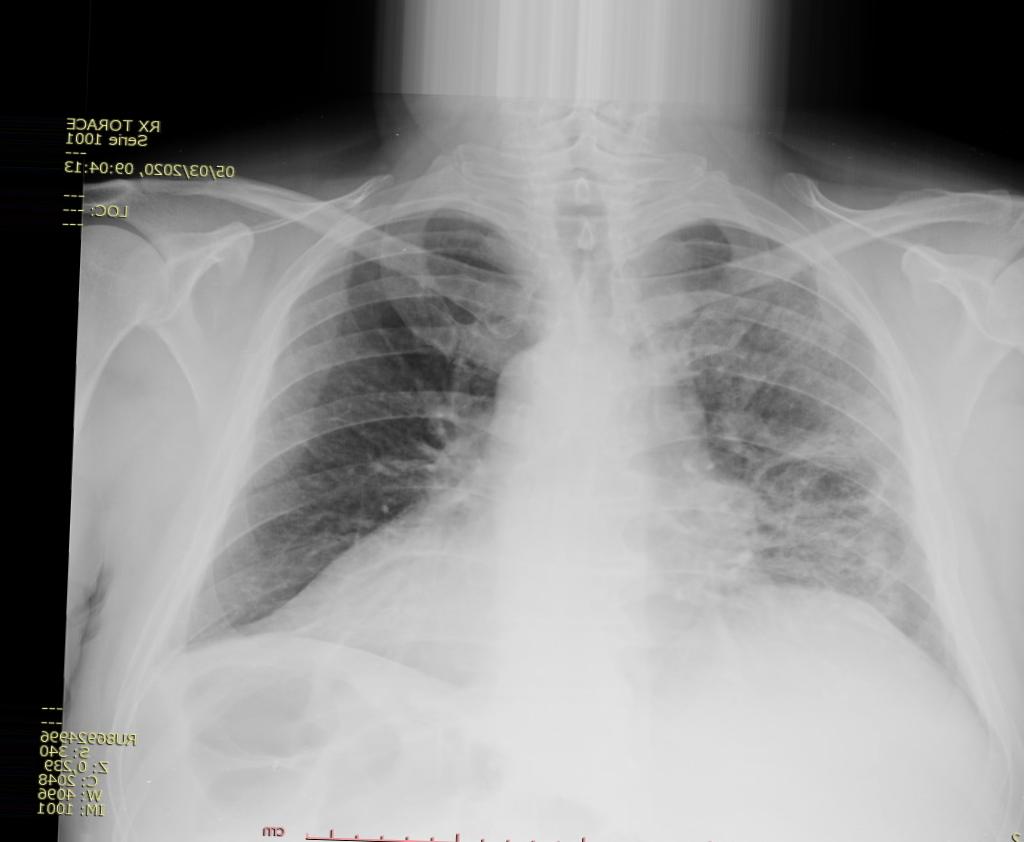 RX TORACE
Serie 1001
---
05/03/2020, 09:04:13
---
--- LOC:
---
---
---
RUB6924996
S: 340
Z: 0,239
C: 2048
W: 4096
IM: 1001
cm